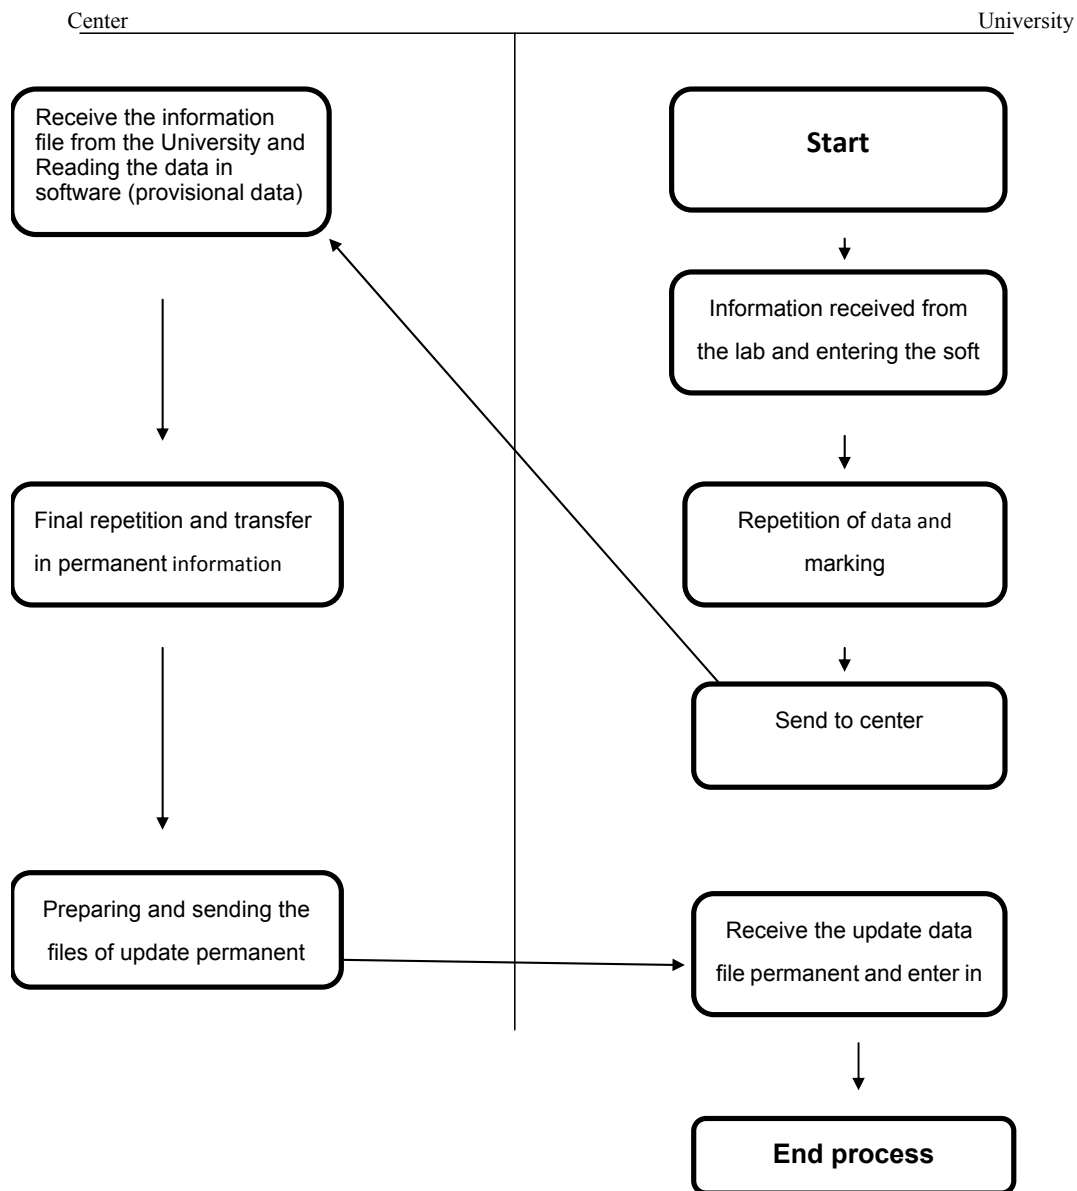 Center
University
Receive the information
file from the University and
Reading the data in
software (provisional data)
Start
Information received from
the lab and entering the soft
Repetition of data and
marking
Final repetition and transfer
in permanent information
Send to center
Preparing and sending the
files of update permanent
Receive the update data
file permanent and enter in
End process